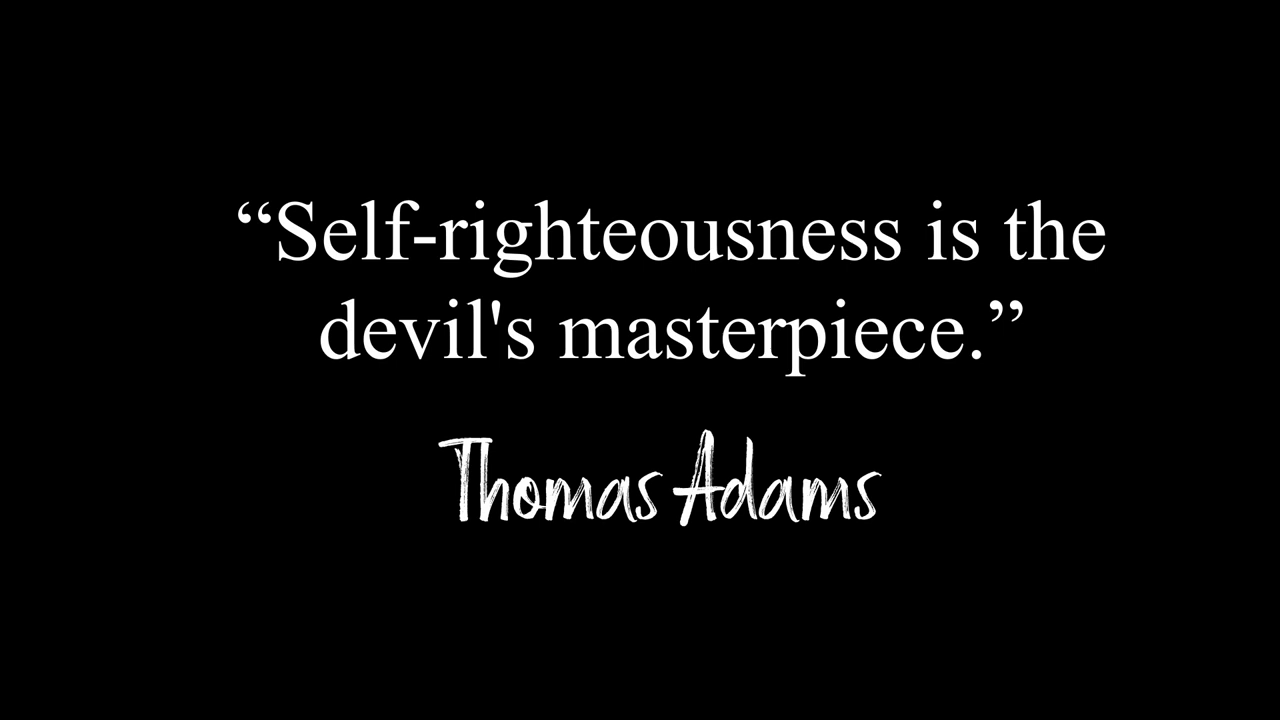 “Self-righteousness is the
devil's masterpiece.”
Thomas Adams